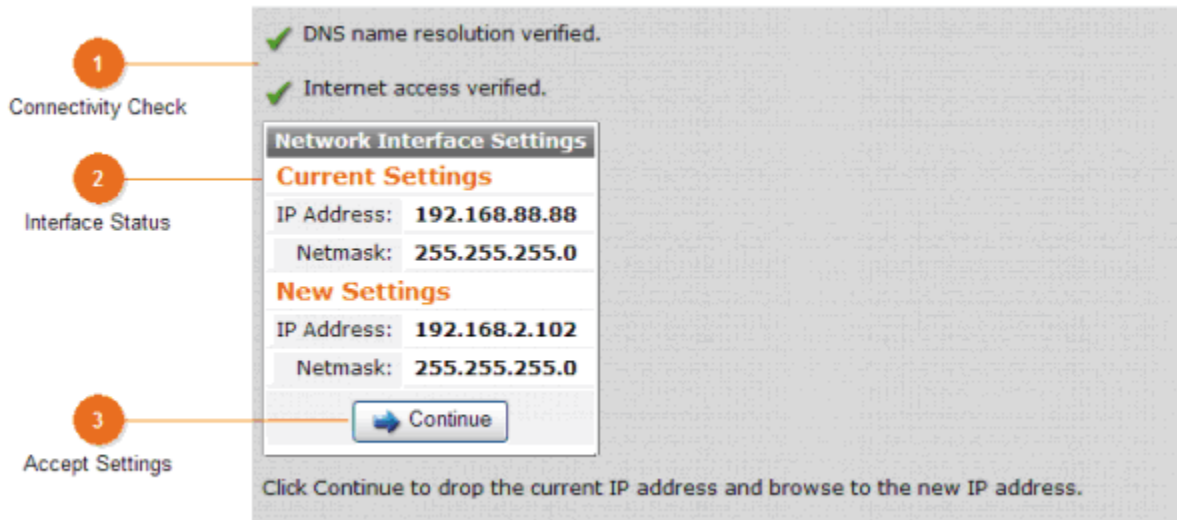 DNS name resolution verified.
1
Connectivity Check
Internet access verified.
Network Interface Settings
2
Interface Status
Current Settings
IP Address: 192.168.88.88
Netmask: 255.255.255.0
New Settings
IP Address: 192.168.2.102
Netmask: 255.255.255.0
3
Accept Settings
Continue
Click Continue to drop the current IP address and browse to the new IP address.